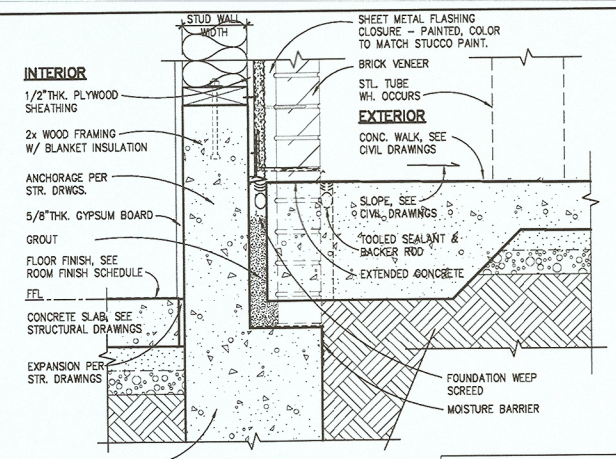 STUD WALL
WIDTH
SHEET METAL FLASHING
CLOSURE - PAINTED, COLOR
TO MATCH STUCCO PAINT.
BRICK VENEER
STL. TUBE
WH. OCCURS
EXTERIOR
CONC. WALK, SEE
CIVIL DRAWINGS
SLOPE, SEE
CIVIL DRAWINGS
TOOLED SEALANT &
BACKER ROD
EXTENDED CONCRETE
FOUNDATION WEEP
SCREED
MOISTURE BARRIER
INTERIOR
1/2"THK. PLYWOOD
SHEATHING
2x WOOD FRAMING
W/ BLANKET INSULATION
ANCHORAGE PER
STR. DRWGS.
5/8"THK. GYPSUM BOARD
GROUT
FLOOR FINISH, SEE
ROOM FINISH SCHEDULE
FFL
CONCRETE SLAB, SEE
STRUCTURAL DRAWINGS
EXPANSION PER
STR. DRAWINGS